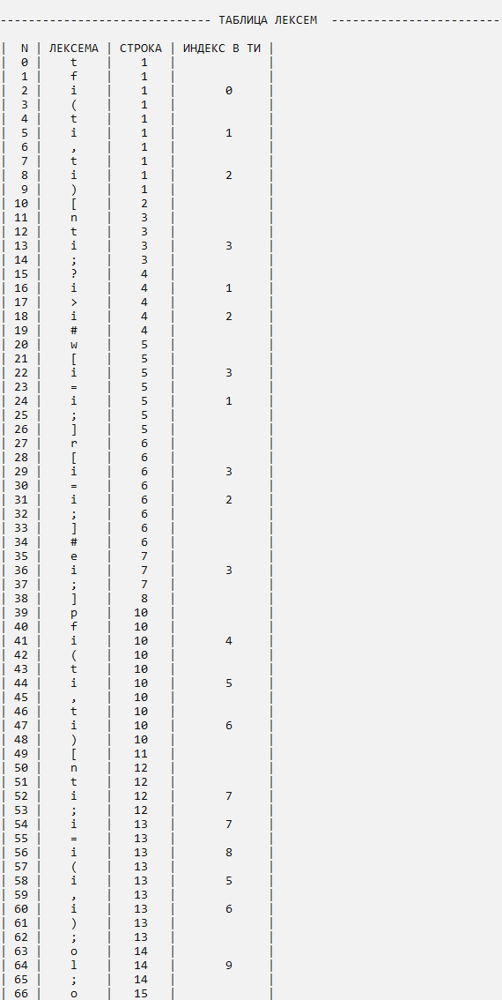 ------------------------------ ТАБЛИЦА ЛЕКСЕМ  ------------------------
|  N | ЛЕКСЕМА | СТРОКА | ИНДЕКС В ТИ |
|  0 |    t    |    1   |             |
|  1 |    f    |    1   |             |
|  2 |    i    |    1   |      0      |
|  3 |    (    |    1   |             |
|  4 |    t    |    1   |             |
|  5 |    i    |    1   |      1      |
|  6 |    ,    |    1   |             |
|  7 |    t    |    1   |             |
|  8 |    i    |    1   |      2      |
|  9 |    )    |    1   |             |
| 10 |    [    |    2   |             |
| 11 |    n    |    3   |             |
| 12 |    t    |    3   |             |
| 13 |    i    |    3   |      3      |
| 14 |    ;    |    3   |             |
| 15 |    ?    |    4   |             |
| 16 |    i    |    4   |      1      |
| 17 |    >    |    4   |             |
| 18 |    i    |    4   |      2      |
| 19 |    #    |    4   |             |
| 20 |    w    |    5   |             |
| 21 |    [    |    5   |             |
| 22 |    i    |    5   |      3      |
| 23 |    =    |    5   |             |
| 24 |    i    |    5   |      1      |
| 25 |    ;    |    5   |             |
| 26 |    ]    |    5   |             |
| 27 |    r    |    6   |             |
| 28 |    [    |    6   |             |
| 29 |    i    |    6   |      3      |
| 30 |    =    |    6   |             |
| 31 |    i    |    6   |      2      |
| 32 |    ;    |    6   |             |
| 33 |    ]    |    6   |             |
| 34 |    #    |    6   |             |
| 35 |    e    |    7   |             |
| 36 |    i    |    7   |      3      |
| 37 |    ;    |    7   |             |
| 38 |    ]    |    8   |             |
| 39 |    p    |   10   |             |
| 40 |    f    |   10   |             |
| 41 |    i    |   10   |      4      |
| 42 |    (    |   10   |             |
| 43 |    t    |   10   |             |
| 44 |    i    |   10   |      5      |
| 45 |    ,    |   10   |             |
| 46 |    t    |   10   |             |
| 47 |    i    |   10   |      6      |
| 48 |    )    |   10   |             |
| 49 |    [    |   11   |             |
| 50 |    n    |   12   |             |
| 51 |    t    |   12   |             |
| 52 |    i    |   12   |      7      |
| 53 |    ;    |   12   |             |
| 54 |    i    |   13   |      7      |
| 55 |    =    |   13   |             |
| 56 |    i    |   13   |      8      |
| 57 |    (    |   13   |             |
| 58 |    i    |   13   |      5      |
| 59 |    ,    |   13   |             |
| 60 |    i    |   13   |      6      |
| 61 |    )    |   13   |             |
| 62 |    ;    |   13   |             |
| 63 |    o    |   14   |             |
| 64 |    l    |   14   |      9      |
| 65 |    ;    |   14   |             |
| 66 |    o    |   15   |             |